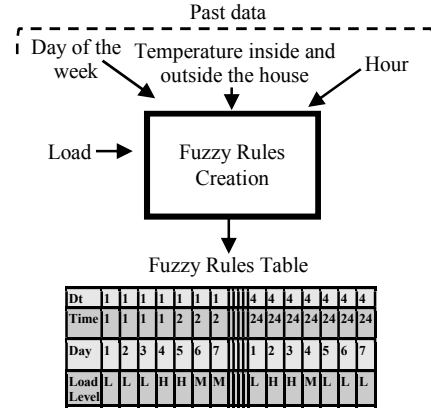 Past data
Day of the week
Temperature inside and outside the house
Hour
Load
Fuzzy Rules Creation
Fuzzy Rules Table
Dt 1 1 1 1 1 1 1 4 4 4 4 4 4 4
Time 1 1 1 1 2 2 2 24 24 24 24 24 24 24
Day 1 2 3 4 5 6 7 1 2 3 4 5 6 7
Load Level L L L H H M M L H H M L L L